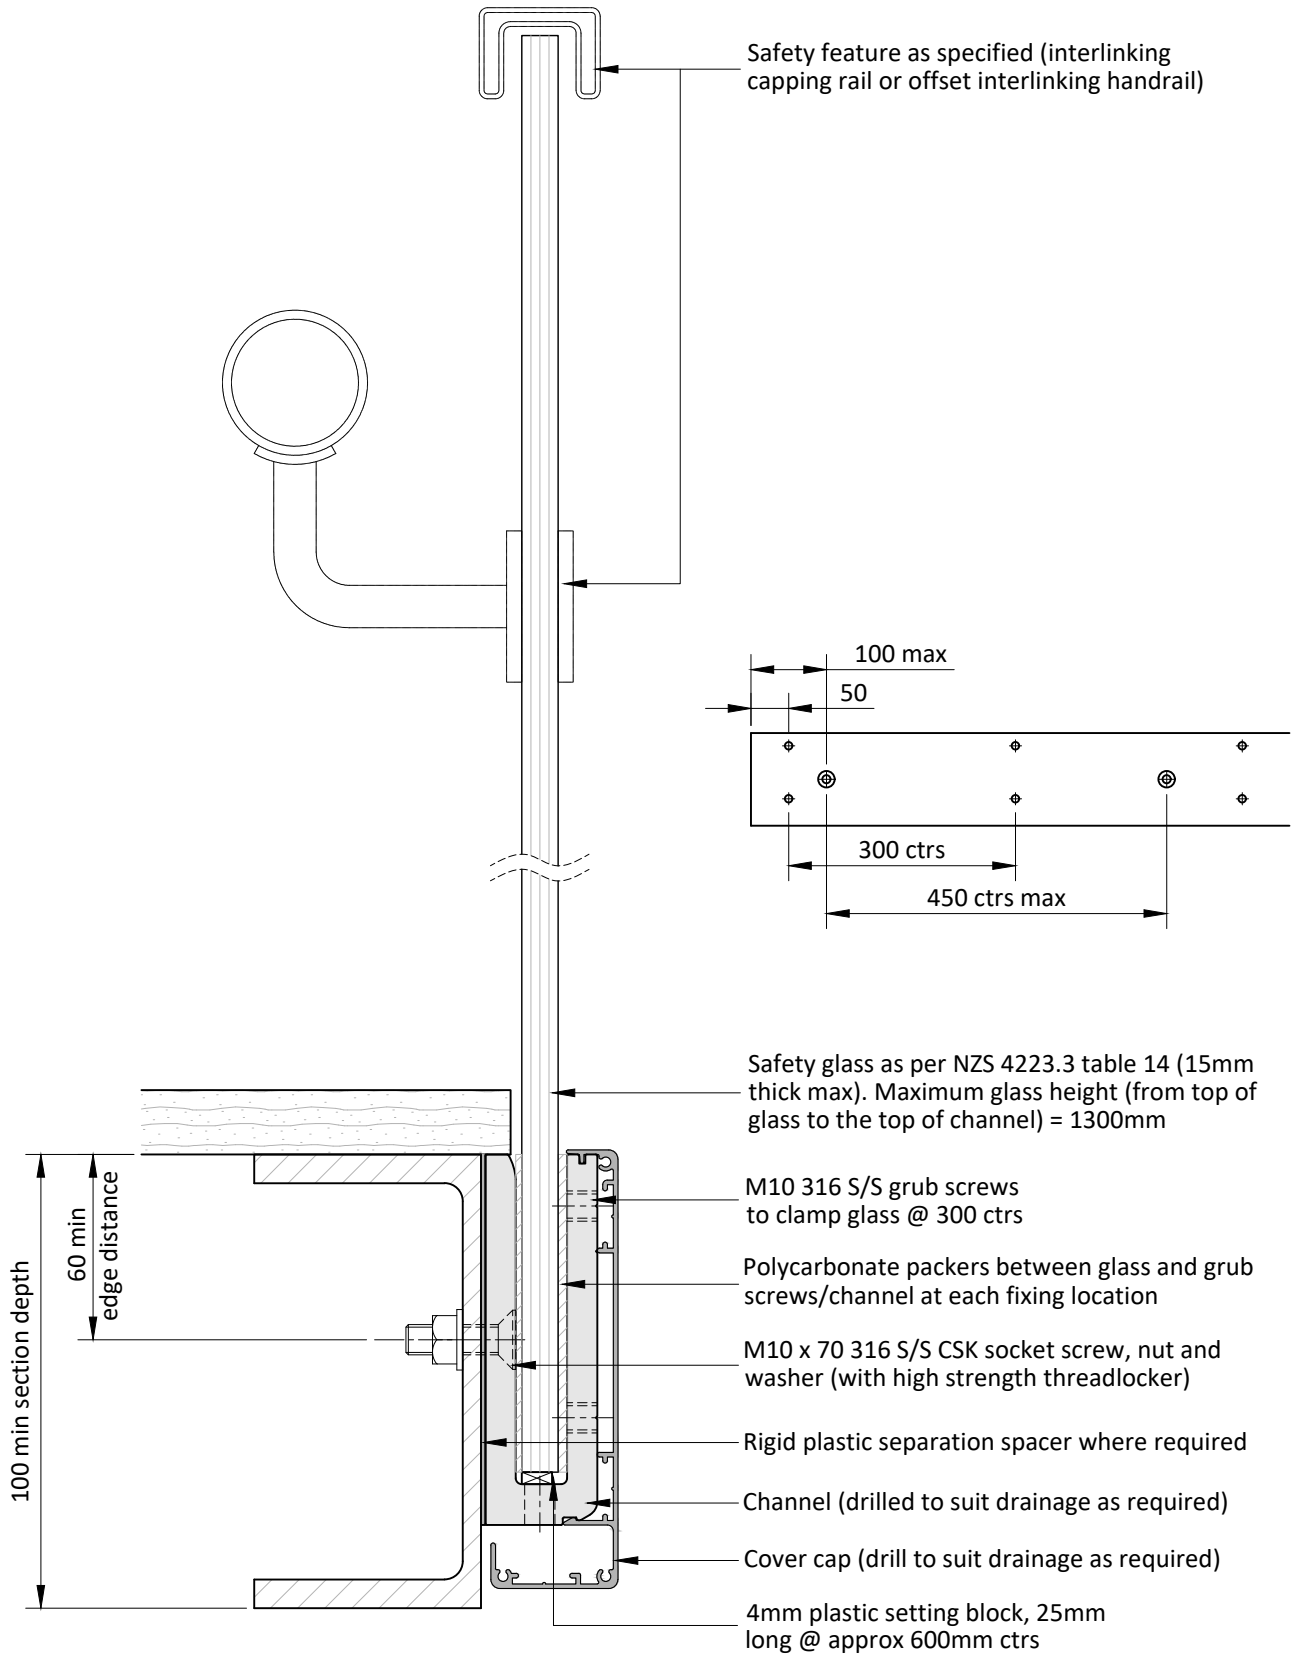 Safety feature as specified (interlinking
capping rail or offset interlinking handrail)
100 max
50
300 ctrs
450 ctrs max
Safety glass as per NZS 4223.3 table 14 (15mm
thick max). Maximum glass height (from top of
glass to the top of channel) = 1300mm
M10 316 S/S grub screws
to clamp glass @ 300 ctrs
Polycarbonate packers between glass and grub
screws/channel at each fixing location
M10 x 70 316 S/S CSK socket screw, nut and
washer (with high strength threadlocker)
Rigid plastic separation spacer where required
Channel (drilled to suit drainage as required)
Cover cap (drill to suit drainage as required)
4mm plastic setting block, 25mm
long @ approx 600mm ctrs
100 min section depth
60 min
edge distance